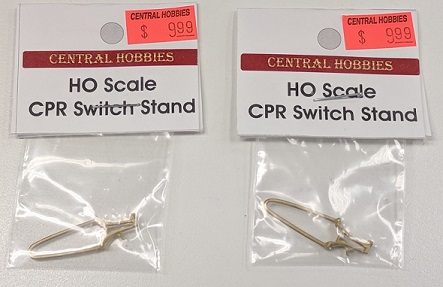 CENTRAL HOBBIES
$ 9.99
CENTRAL HOBBIES
HO Scale
CPR Switch Stand
CENTRAL HOBBIES
$ 9.99
CENTRAL HOBBIES
HO Scale
CPR Switch Stand